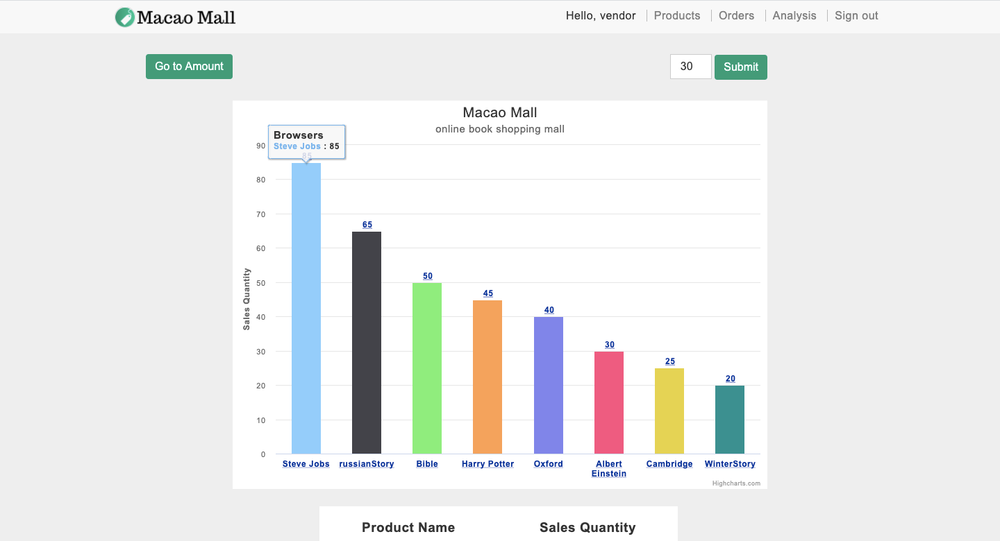 Macao Mall
Hello, vendor
Products
Orders
Analysis
Sign out
Go to Amount
30
Submit
Macao Mall
online book shopping mall
Browsers
Steve Jobs : 85
85
90
80
70
60
50
40
30
20
10
0
Sales Quantity
65
50
45
40
30
25
20
Steve Jobs
russianStory
Bible
Harry Potter
Oxford
Albert
Einstein
Cambridge
WinterStory
Highcharts.com
Product Name
Sales Quantity